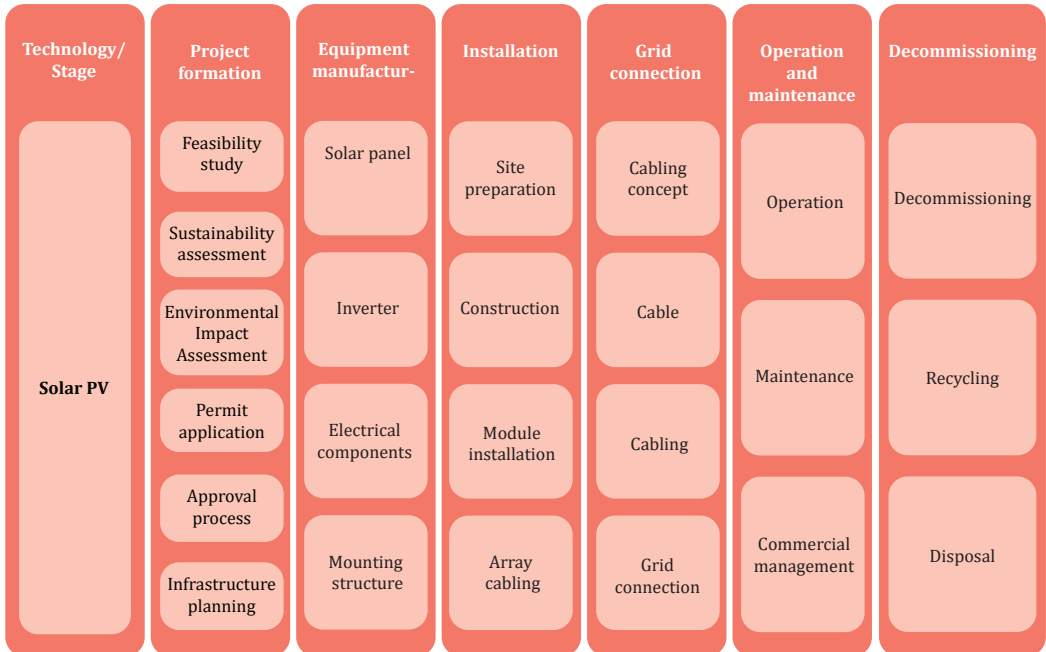 Technology/
Stage
Project
formation
Equipment
manufactur-
Installation
Grid
connection
Operation
and
maintenance
Decommissioning
Solar PV
Feasibility
study
Sustainability
assessment
Environmental
Impact
Assessment
Permit
application
Approval
process
Infrastructure
planning
Solar panel
Inverter
Electrical
components
Mounting
structure
Site
preparation
Construction
Module
installation
Array
cabling
Cabling
concept
Cable
Cabling
Grid
connection
Operation
Maintenance
Commercial
management
Decommissioning
Recycling
Disposal